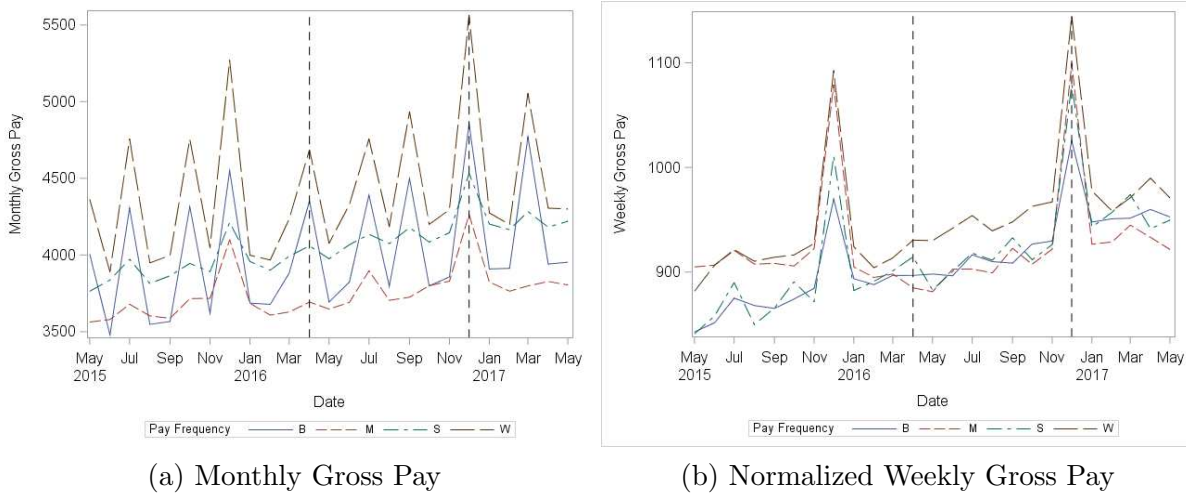 5500
5000
4500
4000
3500
Monthly Gross Pay
May Jul Sep Nov Jan Mar May Jul Sep Nov Jan Mar May
2015 2016 2017
Date
Pay Frequency B M S W
(a) Monthly Gross Pay
1100
1000
900
Weekly Gross Pay
May Jul Sep Nov Jan Mar May Jul Sep Nov Jan Mar May
2015 2016 2017
Date
Pay Frequency B M S W
(b) Normalized Weekly Gross Pay